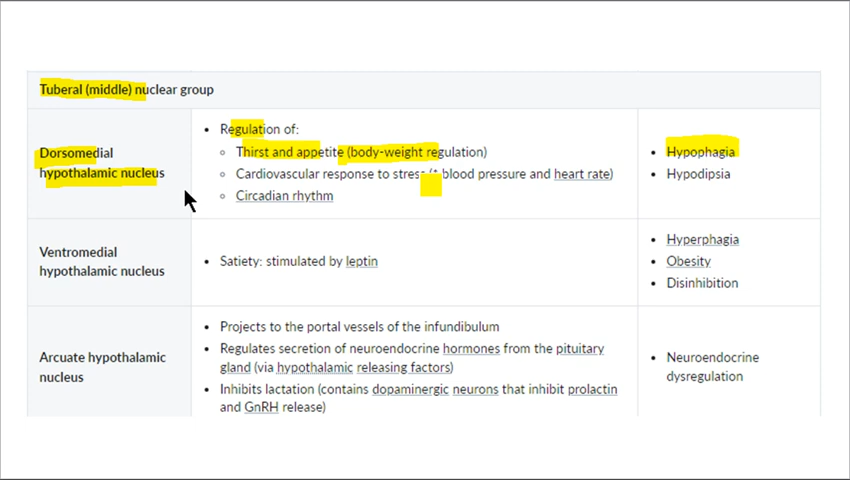 Tuberal (middle) nuclear group
Dorsomedial
hypothalamic nucleus
Regulation of:
Thirst and appetite (body-weight regulation)
Cardiovascular response to stress (↑ blood pressure and heart rate)
Circadian rhythm
Hypophagia
Hypodipsia
Ventromedial
hypothalamic nucleus
Satiety: stimulated by leptin
Hyperphagia
Obesity
Disinhibition
Arcuate hypothalamic
nucleus
Projects to the portal vessels of the infundibulum
Regulates secretion of neuroendocrine hormones from the pituitary
gland (via hypothalamic releasing factors)
Inhibits lactation (contains dopaminergic neurons that inhibit prolactin
and GnRH release)
Neuroendocrine
dysregulation